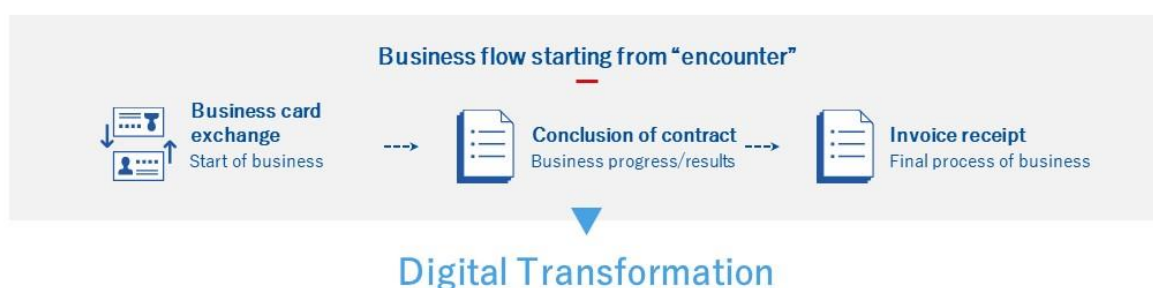 Business flow starting from “encounter”
Business card
exchange
Start of business
Conclusion of contract
Business progress/results
Invoice receipt
Final process of business
Digital Transformation